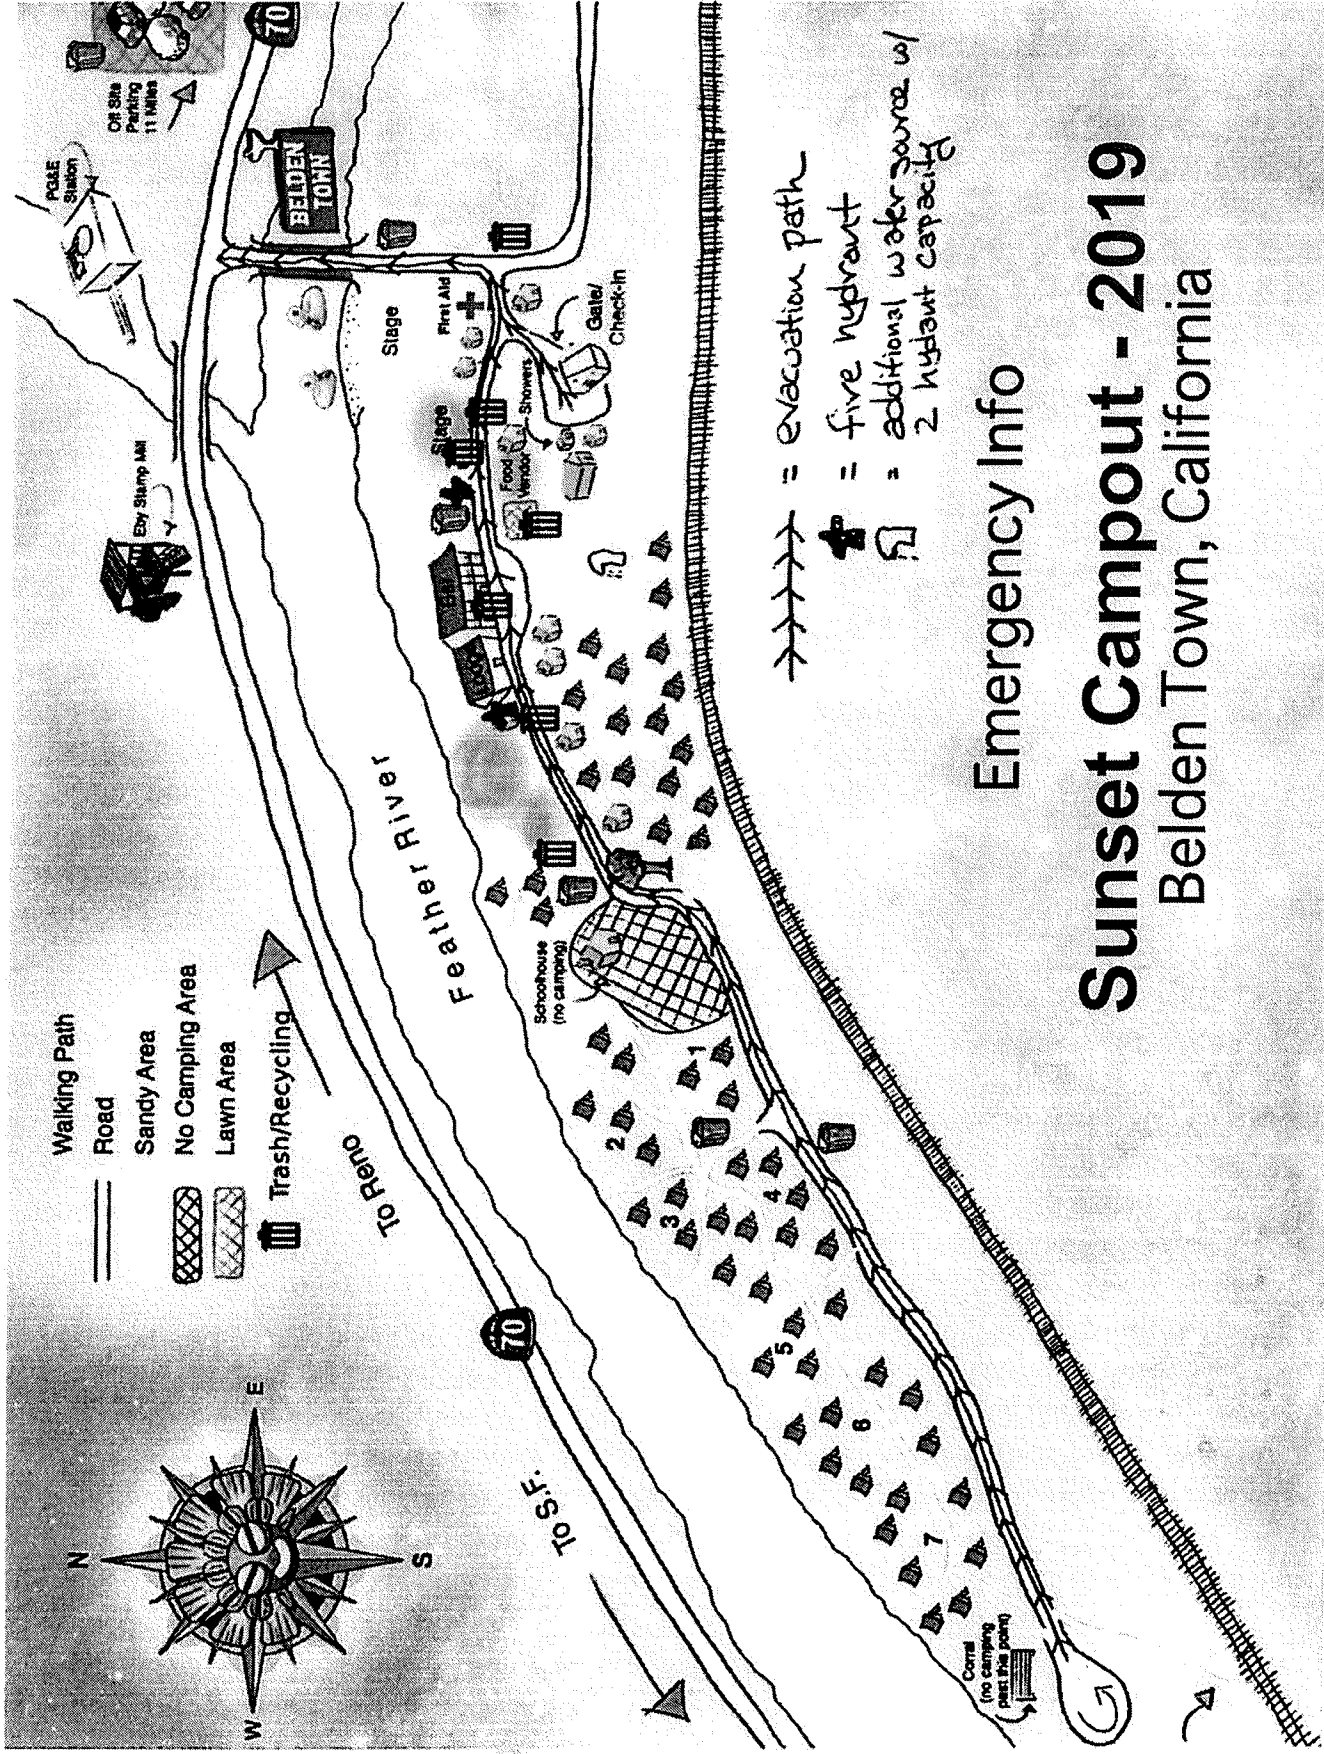 N
W
E
S
Walking Path
Road
Sandy Area
No Camping Area
Lawn Area
Trash/Recycling
To Reno
To S.F.
70
Feather River
Eby Stamp Mill
PG&E
Station
Off Site
Parking
11 Miles
70
BELDEN
TOWN
Stage
First Aid
Stage
Showers
Food
Vendor
Gate/
Check-in
Schoolhouse
(no camping)
1
2
3
4
5
6
7
Corral
(no camping
past this point)
= evacuation path
= fire hydrant
= additional water source w/
2 hydant capacity
Emergency Info
Sunset Campout - 2019
Belden Town, California